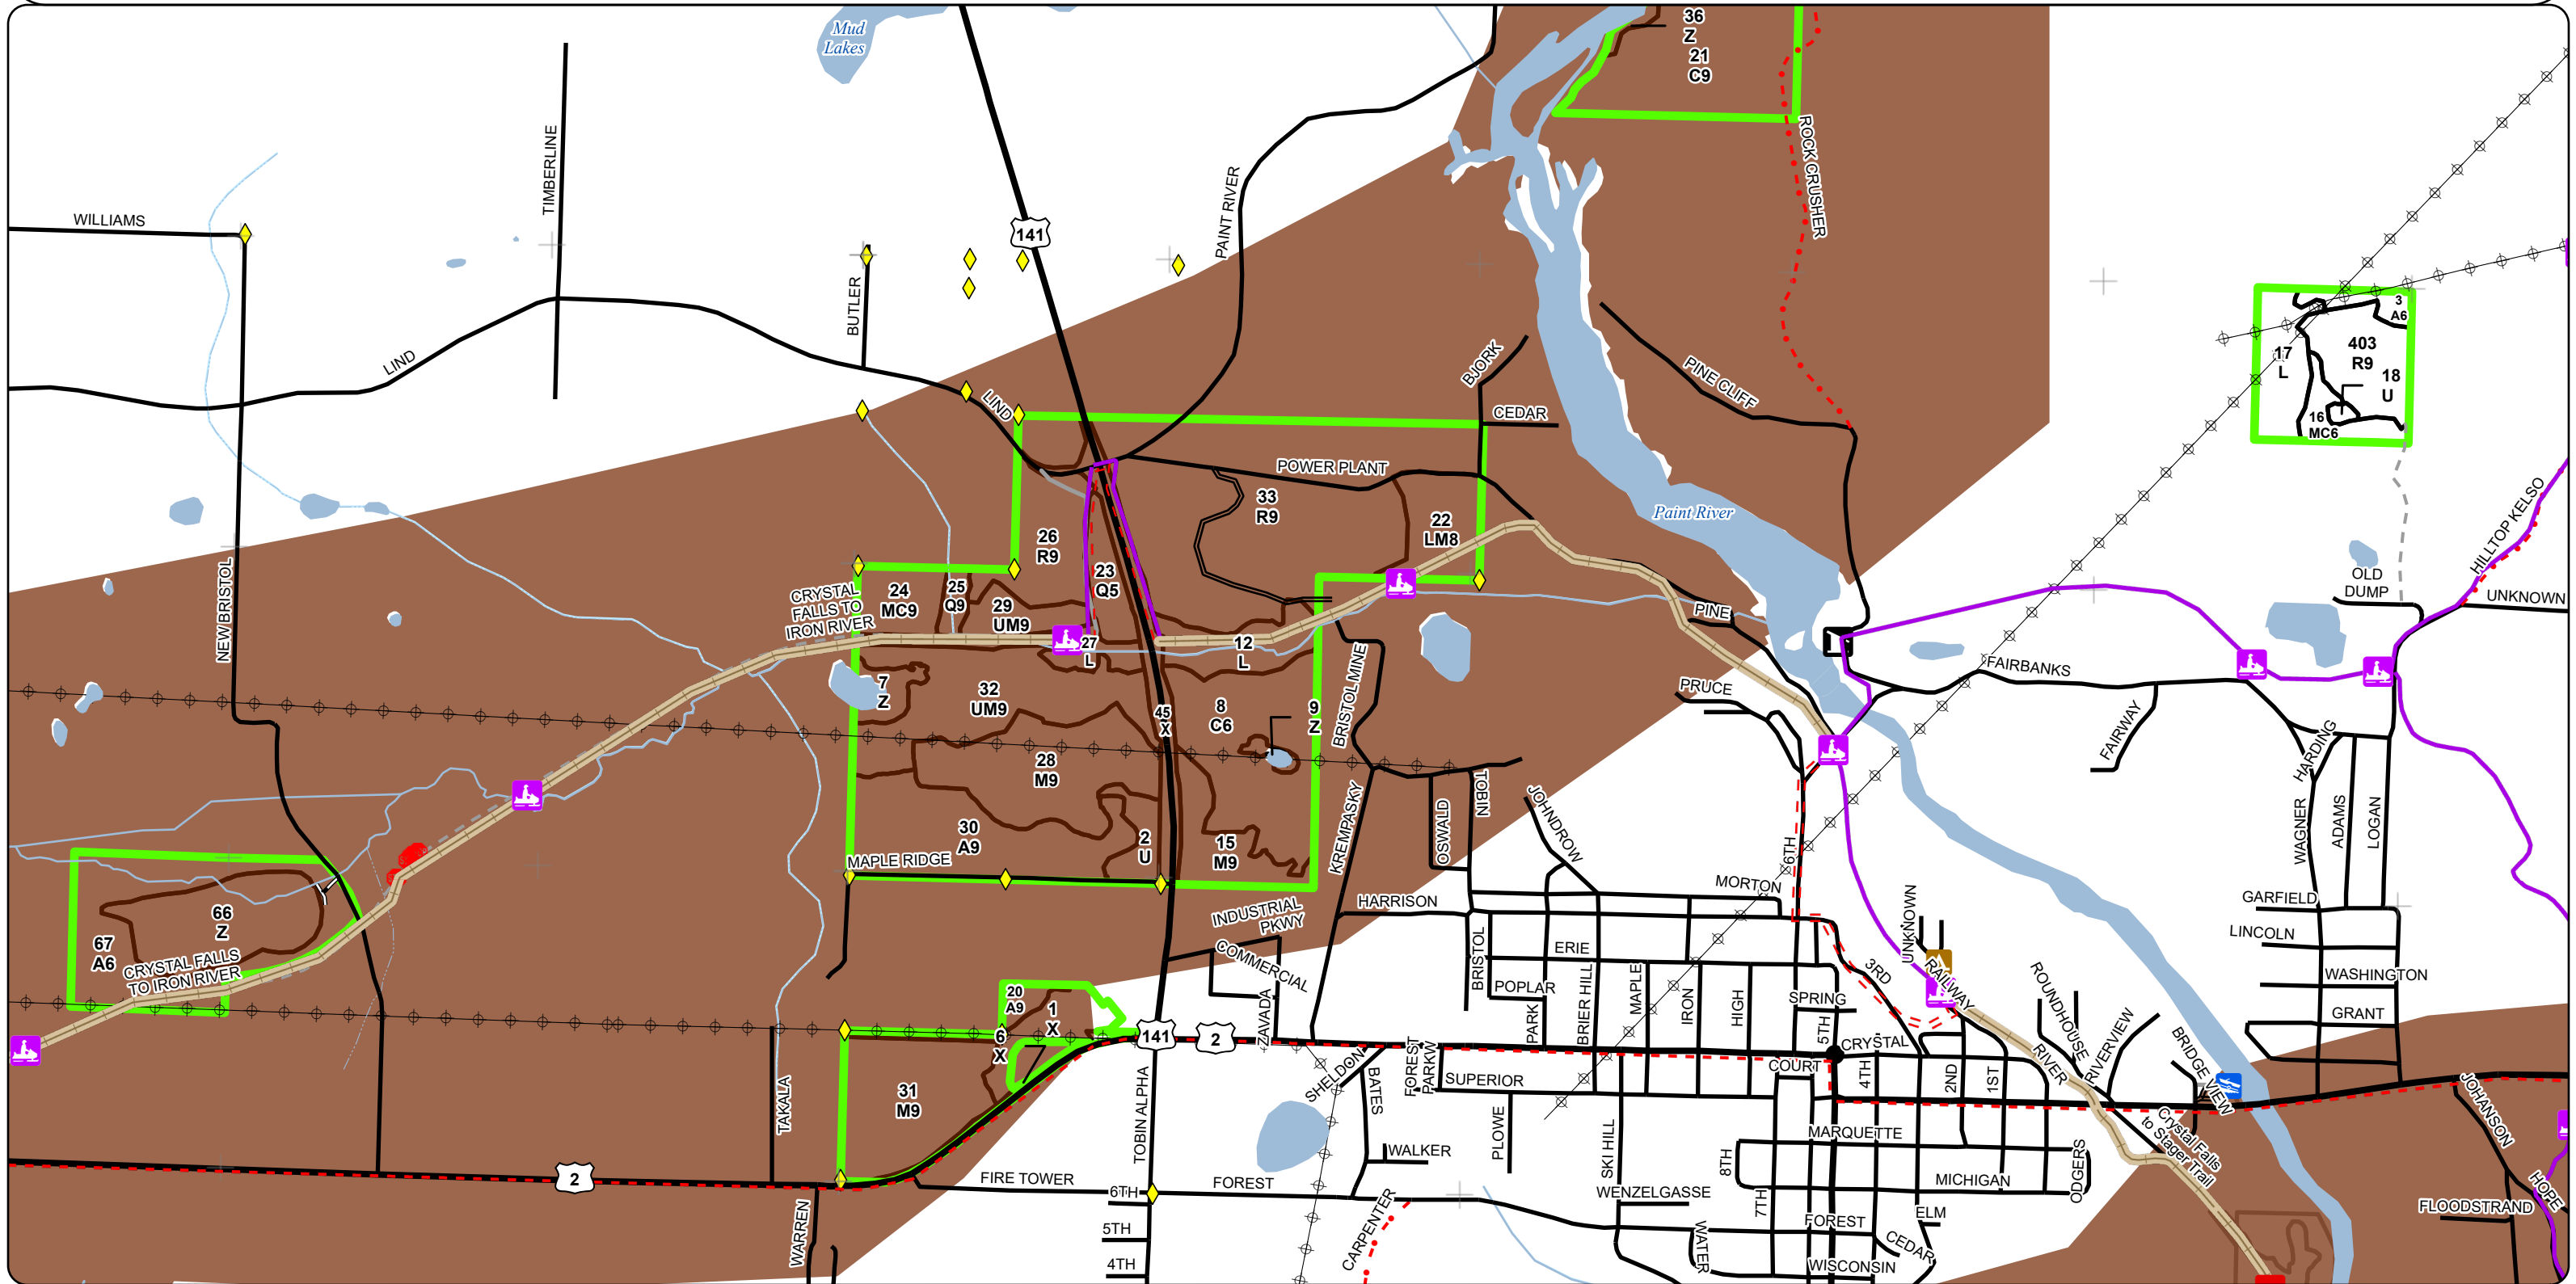 Mud
Lakes
36
Z
21
C9
TIMBERLINE
WILLIAMS
141
PAINT RIVER
ROCK CRUSHER
BUTLER
LIND
LIND
BJORK
CEDAR
PINE CLIFF
3
A6
403
R9
17
L
18
U
16
MC6
POWER PLANT
33
R9
22
LM8
Paint River
26
R9
23
Q5
HILLTOP KELSO
NEW BRISTOL
CRYSTAL
FALLS TO
IRON RIVER
24
MC9
25
Q9
29
UM9
27
L
12
L
PINE
OLD
DUMP
UNKNOWN
7
Z
32
UM9
45
X
8
C6
9
Z
BRISTOL MINE
PRUCE
FAIRBANKS
FAIRWAY
HARDING
28
M9
30
A9
2
U
15
M9
MAPLE RIDGE
KREMPASKY
OSWALD
TOBIN
JOHNDROW
6TH
WAGNER
ADAMS
LOGAN
66
Z
67
A6
CRYSTAL FALLS
TO IRON RIVER
INDUSTRIAL
PKWY
COMMERCIAL
HARRISON
MORTON
BRISTOL
ERIE
POPLAR
PARK
BRIER HILL
MAPLE
IRON
HIGH
SPRING
5TH
3RD
UNKNOWN
RAILWAY
ROUNDHOUSE
RIVERVIEW
BRIDGE VIEW
GARFIELD
LINCOLN
WASHINGTON
GRANT
20
A9
1
X
6
X
31
M9
141
2
ZAVADA
TAKALA
TOBIN ALPHA
SHELDON
BATES
FOREST
PARKW
SUPERIOR
COURT
CRYSTAL
4TH
2ND
1ST
RIVER
PLOWE
SKI HILL
WALKER
MARQUETTE
8TH
MICHIGAN
ODGERS
Crystal Falls
to Stager Trail
JOHANSON
HOPE
FLOODSTRAND
2
WARREN
FIRE TOWER
6TH
FOREST
5TH
4TH
CARPENTER
WENZELGASSE
WATER
7TH
FOREST
ELM
CEDAR
WISCONSIN